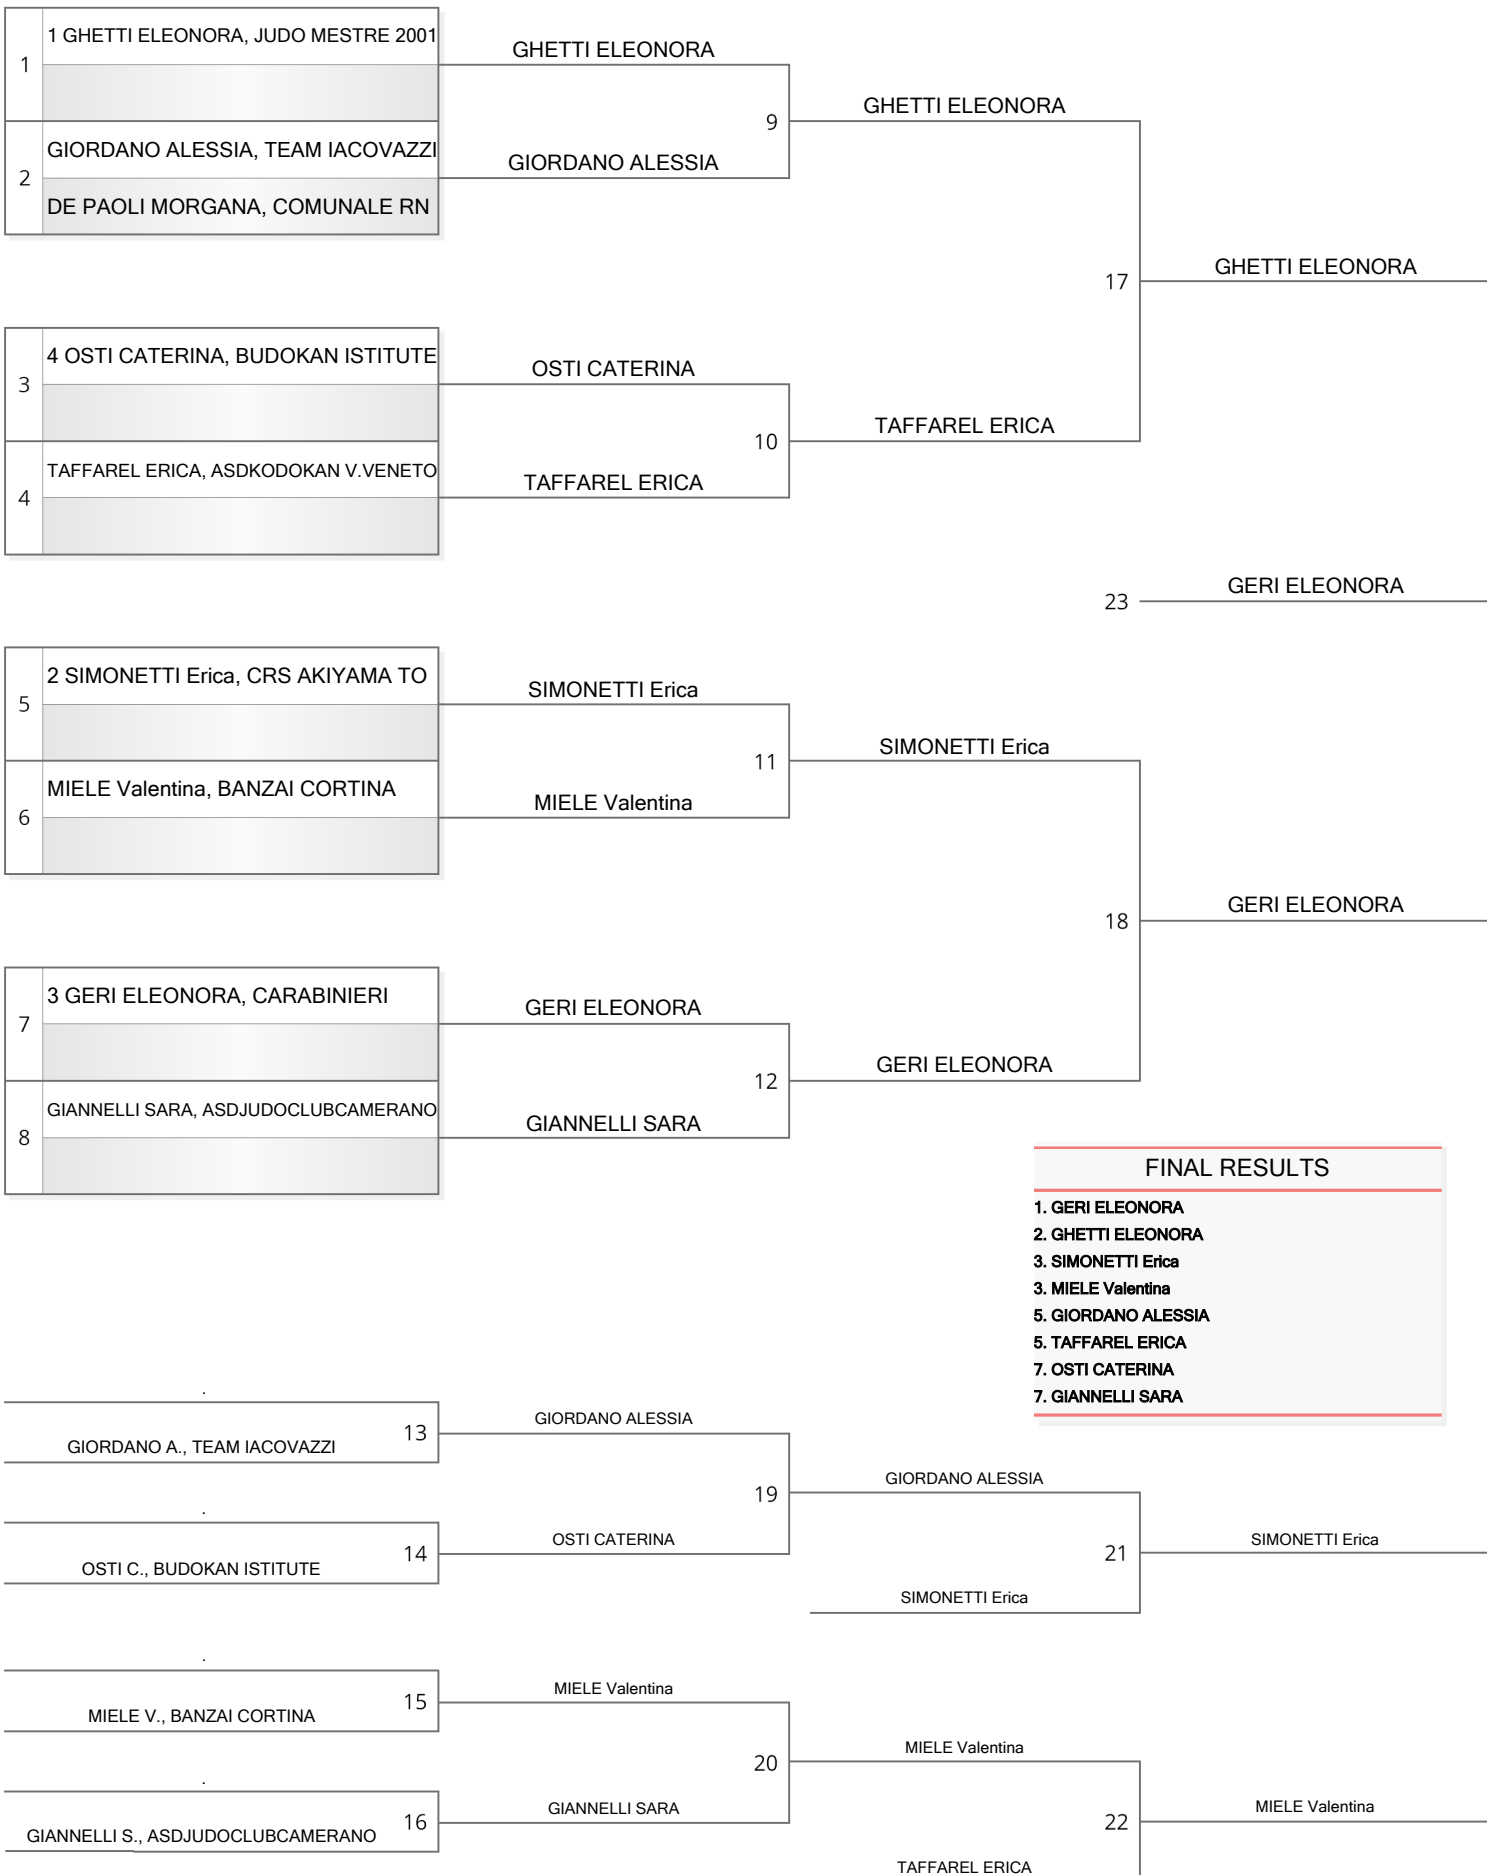 1 GHETTI ELEONORA, JUDO MESTRE 2001
1
GHETTI ELEONORA
9
GHETTI ELEONORA
GIORDANO ALESSIA, TEAM IACOVAZZI
2
GIORDANO ALESSIA
DE PAOLI MORGANA, COMUNALE RN
17
GHETTI ELEONORA
4 OSTI CATERINA, BUDOKAN ISTITUTE
3
OSTI CATERINA
10
TAFFAREL ERICA
TAFFAREL ERICA, ASDKODOKAN V.VENETO
4
TAFFAREL ERICA
23
GERI ELEONORA
2 SIMONETTI Erica, CRS AKIYAMA TO
5
SIMONETTI Erica
11
SIMONETTI Erica
MIELE Valentina, BANZAI CORTINA
6
MIELE Valentina
18
GERI ELEONORA
3 GERI ELEONORA, CARABINIERI
7
GERI ELEONORA
12
GERI ELEONORA
GIANNELLI SARA, ASDJUDOCLUBCAMERANO
8
GIANNELLI SARA
FINAL RESULTS
1. GERI ELEONORA
2. GHETTI ELEONORA
3. SIMONETTI Erica
3. MIELE Valentina
5. GIORDANO ALESSIA
5. TAFFAREL ERICA
7. OSTI CATERINA
7. GIANNELLI SARA
.
13
GIORDANO A., TEAM IACOVAZZI
GIORDANO ALESSIA
19
GIORDANO ALESSIA
.
14
OSTI C., BUDOKAN ISTITUTE
OSTI CATERINA
21
SIMONETTI Erica
SIMONETTI Erica
.
15
MIELE V., BANZAI CORTINA
MIELE Valentina
20
MIELE Valentina
.
16
GIANNELLI S., ASDJUDOCLUBCAMERANO
GIANNELLI SARA
22
MIELE Valentina
TAFFAREL ERICA